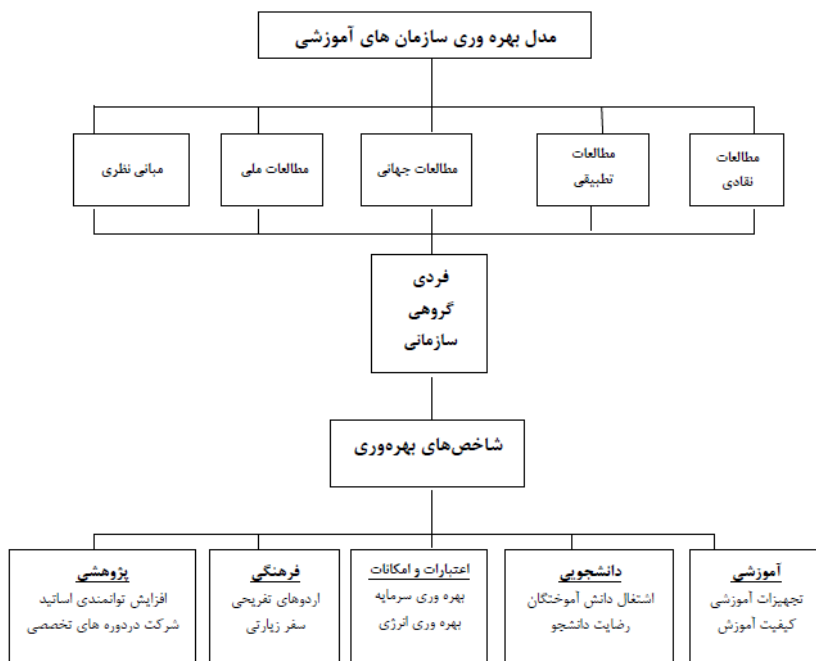 مدل بهره وری سازمان های آموزشی
مطالعات
نقادی
مطالعات
تطبیقی
مطالعات جهانی
مطالعات ملی
مبانی نظری
فردی
گروهی
سازمانی
شاخص‌های بهره‌وری
آموزشی
تجهیزات آموزشی
کیفیت آموزش
دانشجویی
اشتغال دانش آموختگان
رضایت دانشجو
اعتبارات و امکانات
بهره وری سرمایه
بهره وری انرژی
فرهنگی
اردوهای تفریحی
سفر زیارتی
پژوهشی
افزایش توانمندی اساتید
شرکت دردوره های تخصصی